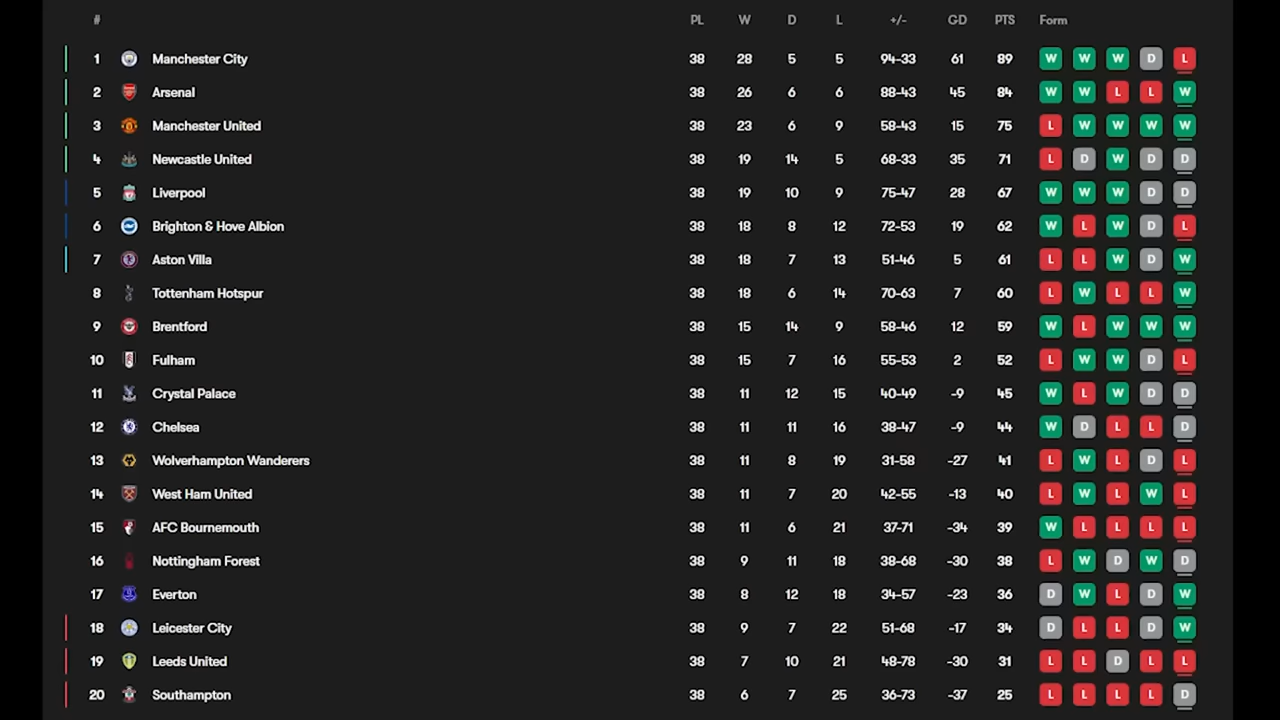 # PL W D L +/- GD PTS Form
1 Manchester City 38 28 5 5 94-33 61 89 W W W D L
2 Arsenal 38 26 6 6 88-43 45 84 W W L L W
3 Manchester United 38 23 6 9 58-43 15 75 L W W W W
4 Newcastle United 38 19 14 5 68-33 35 71 L D W D D
5 Liverpool 38 19 10 9 75-47 28 67 W W W D D
6 Brighton & Hove Albion 38 18 8 12 72-53 19 62 W L W D L
7 Aston Villa 38 18 7 13 51-46 5 61 L L W D W
8 Tottenham Hotspur 38 18 6 14 70-63 7 60 L W L L W
9 Brentford 38 15 14 9 58-46 12 59 W L W W W
10 Fulham 38 15 7 16 55-53 2 52 L W W D L
11 Crystal Palace 38 11 12 15 40-49 -9 45 W L W D D
12 Chelsea 38 11 11 16 38-47 -9 44 W D L L D
13 Wolverhampton Wanderers 38 11 8 19 31-58 -27 41 L W L D L
14 West Ham United 38 11 7 20 42-55 -13 40 L W L W L
15 AFC Bournemouth 38 11 6 21 37-71 -34 39 W L L L L
16 Nottingham Forest 38 9 11 18 38-68 -30 38 L W D W D
17 Everton 38 8 12 18 34-57 -23 36 D W L D W
18 Leicester City 38 9 7 22 51-68 -17 34 D L L D W
19 Leeds United 38 7 10 21 48-78 -30 31 L L D L L
20 Southampton 38 6 7 25 36-73 -37 25 L L L L D